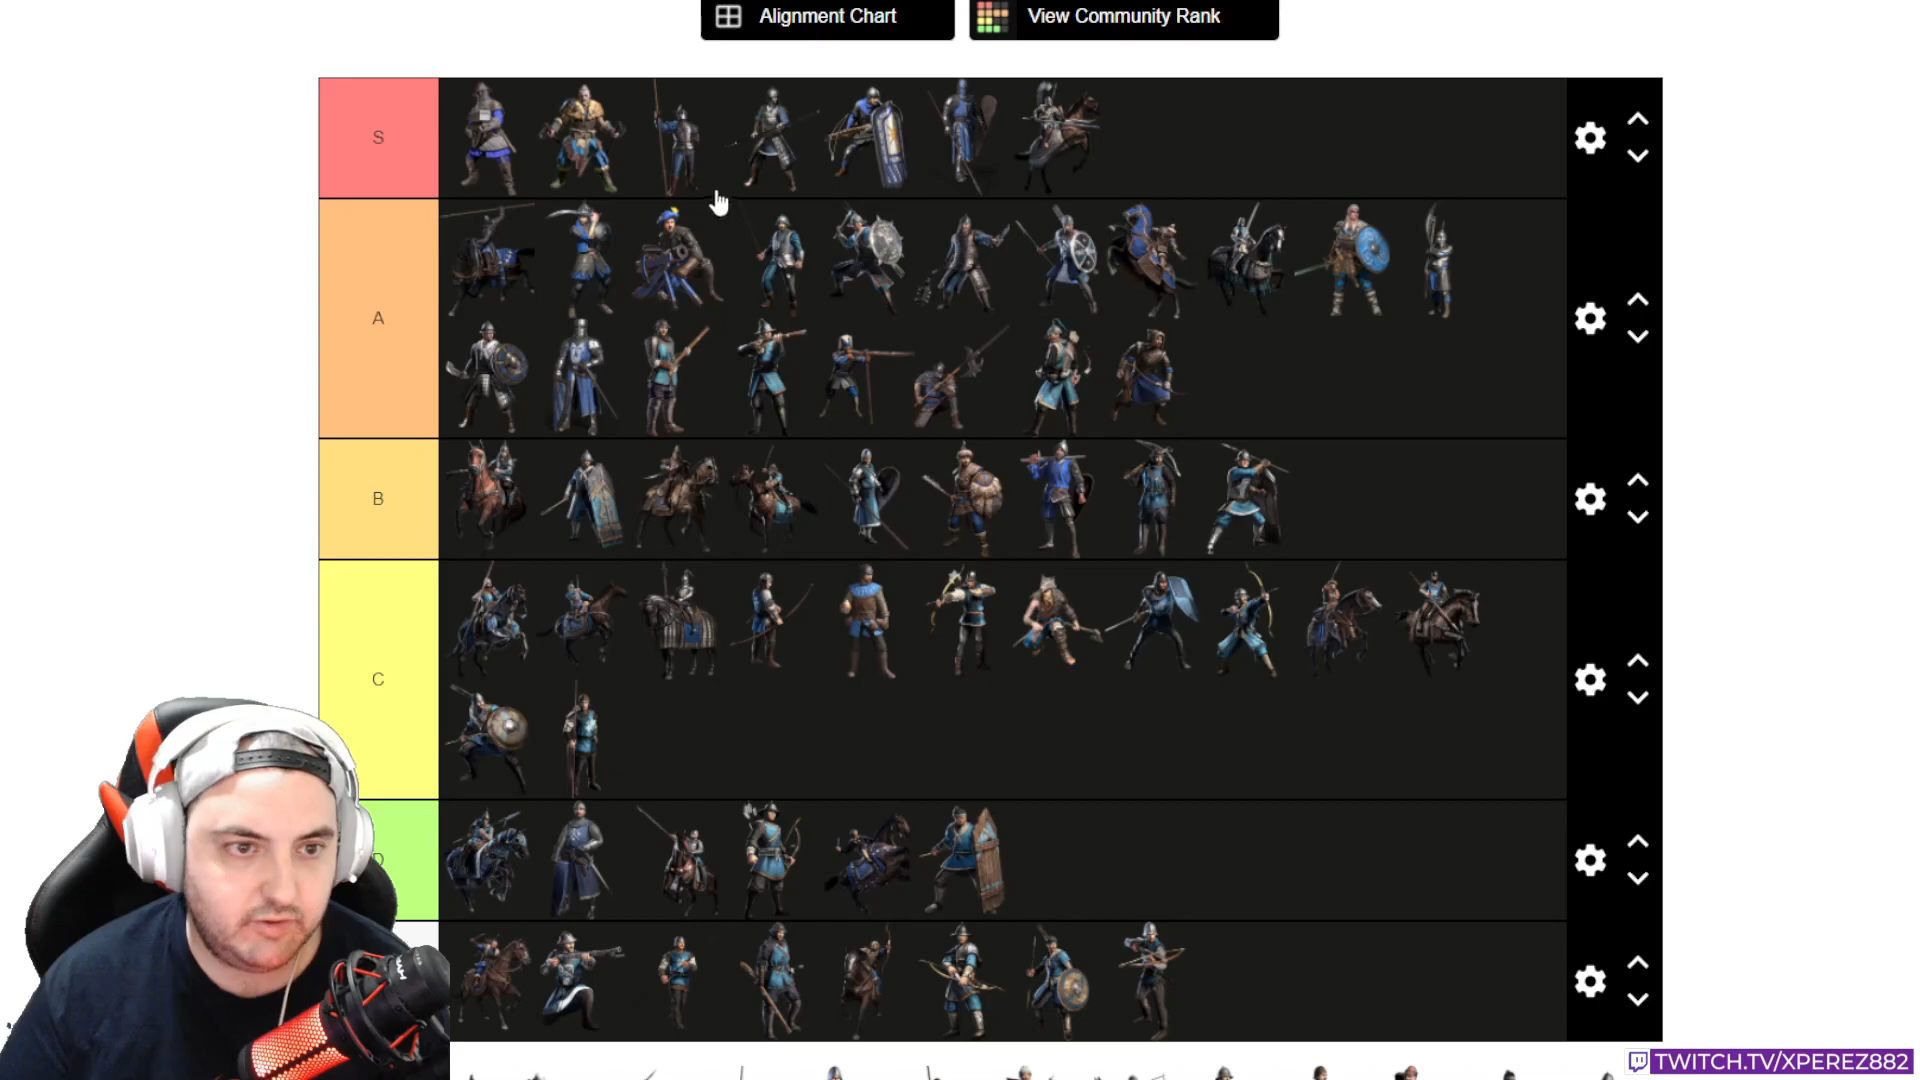 Alignment Chart
View Community Rank
S
A
B
C
D
TWITCH.TV/XPEREZ882